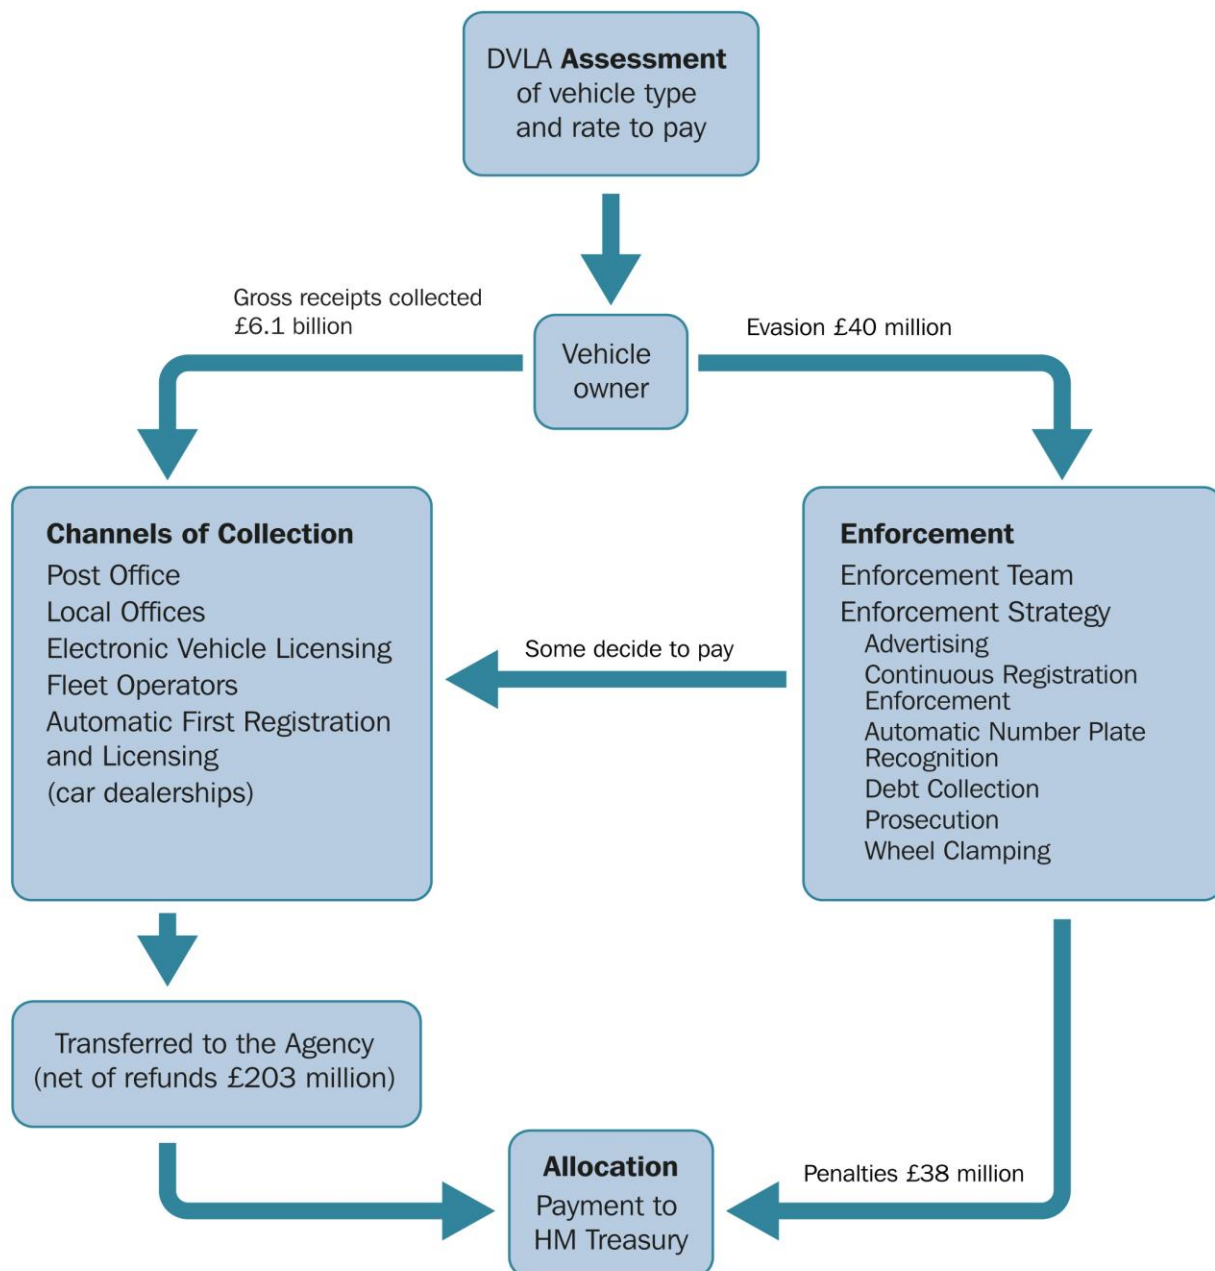 DVLA Assessment
of vehicle type
and rate to pay
Gross receipts collected
£6.1 billion
Evasion £40 million
Vehicle
owner
Channels of Collection
Post Office
Local Offices
Electronic Vehicle Licensing
Fleet Operators
Automatic First Registration
and Licensing
(car dealerships)
Some decide to pay
Enforcement
Enforcement Team
Enforcement Strategy
Advertising
Continuous Registration
Enforcement
Automatic Number Plate
Recognition
Debt Collection
Prosecution
Wheel Clamping
Transferred to the Agency
(net of refunds £203 million)
Allocation
Payment to
HM Treasury
Penalties £38 million